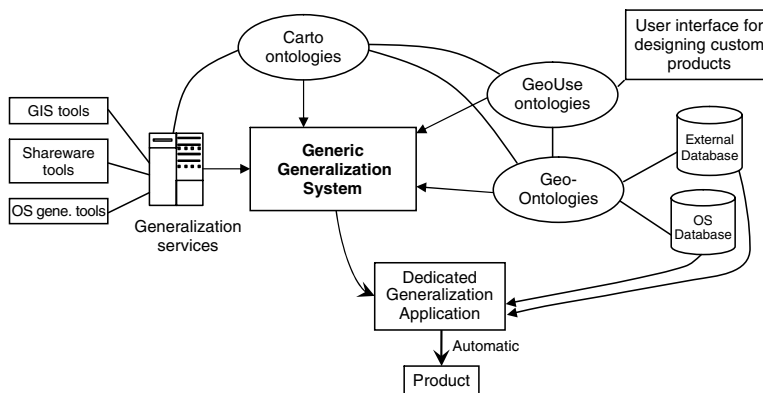 Carto
ontologies
User interface for
designing custom
products
GeoUse
ontologies
GIS tools
Shareware
tools
OS gene. tools
Generalization
services
Generic
Generalization
System
Geo-
Ontologies
External
Database
OS
Database
Dedicated
Generalization
Application
Automatic
Product